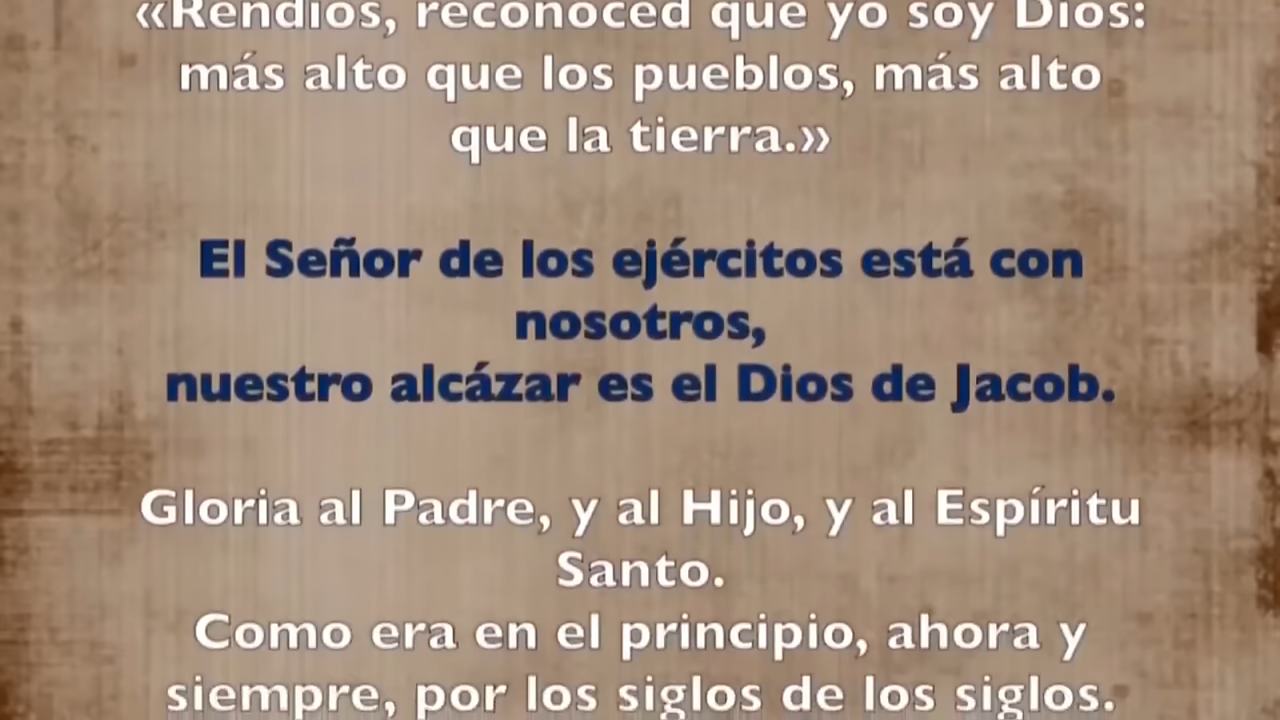 «Rendíos, reconoced que yo soy Dios:
más alto que los pueblos, más alto
que la tierra.»
El Señor de los ejércitos está con
nosotros,
nuestro alcázar es el Dios de Jacob.
Gloria al Padre, y al Hijo, y al Espíritu
Santo.
Como era en el principio, ahora y
siempre, por los siglos de los siglos.